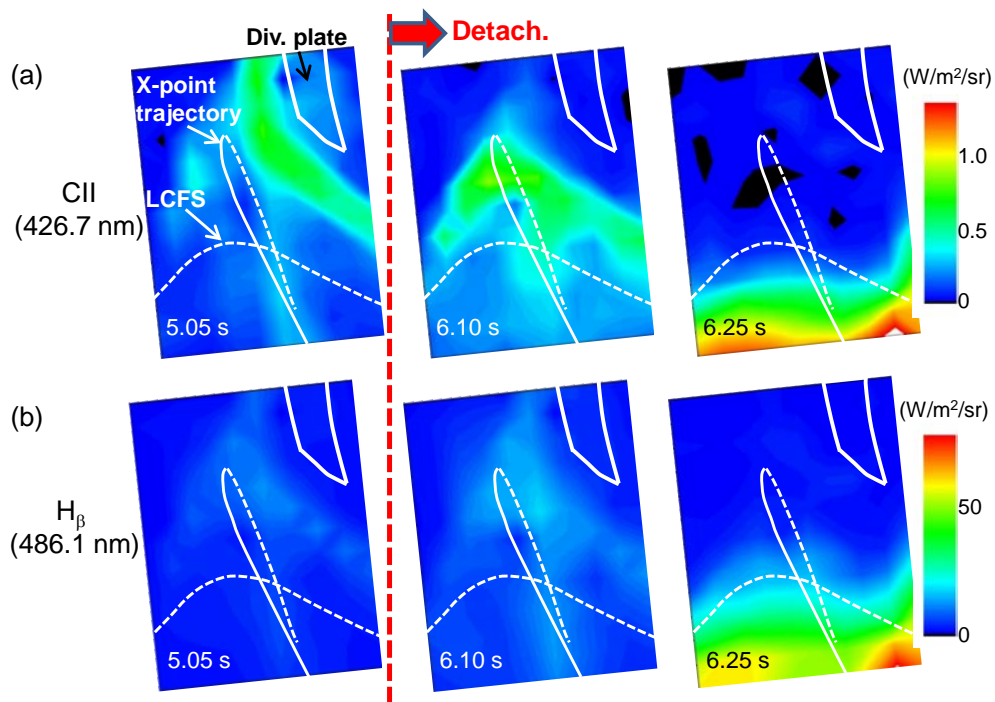 Div. plate
Detach.
(a)
X-point
trajectory
LCFS
CII
(426.7 nm)
5.05 s
6.10 s
6.25 s
(W/m²/sr)
1.0
0.5
0
(b)
Hβ
(486.1 nm)
5.05 s
6.10 s
6.25 s
(W/m²/sr)
50
0